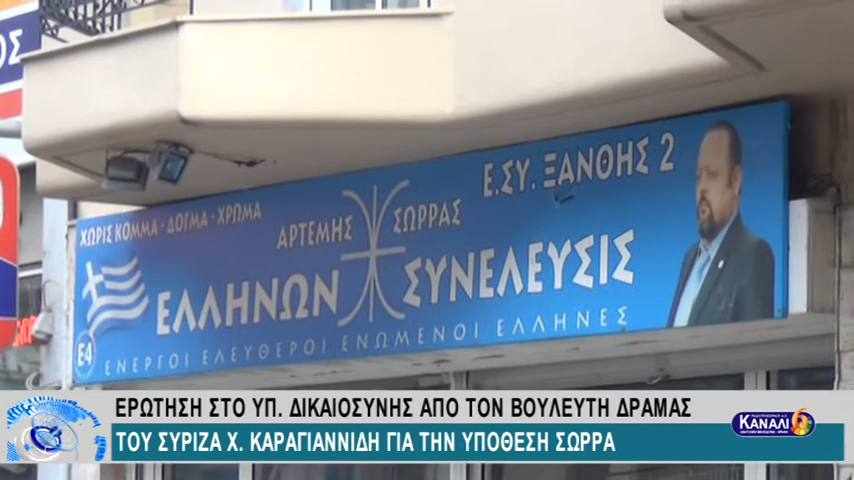 ΟΣ
ΧΩΡΙΣ ΚΟΜΜΑ - ΔΟΓΜΑ - ΧΡΩΜΑ
ΑΡΤΕΜΗΣ ΣΩΡΡΑΣ
Ε.ΣΥ. ΞΑΝΘΗΣ 2
ΕΛΛΗΝΩΝ ΣΥΝΕΛΕΥΣΙΣ
Ε4
ΕΝΕΡΓΟΙ ΕΛΕΥΘΕΡΟΙ ΕΝΩΜΕΝΟΙ ΕΛΛΗΝΕΣ
ΕΡΩΤΗΣΗ ΣΤΟ ΥΠ. ΔΙΚΑΙΟΣΥΝΗΣ ΑΠΟ ΤΟΝ ΒΟΥΛΕΥΤΗ ΔΡΑΜΑΣ
ΤΟΥ ΣΥΡΙΖΑ Χ. ΚΑΡΑΓΙΑΝΝΙΔΗ ΓΙΑ ΤΗΝ ΥΠΟΘΕΣΗ ΣΩΡΡΑ
ΚΑΝΑΛΙ 6